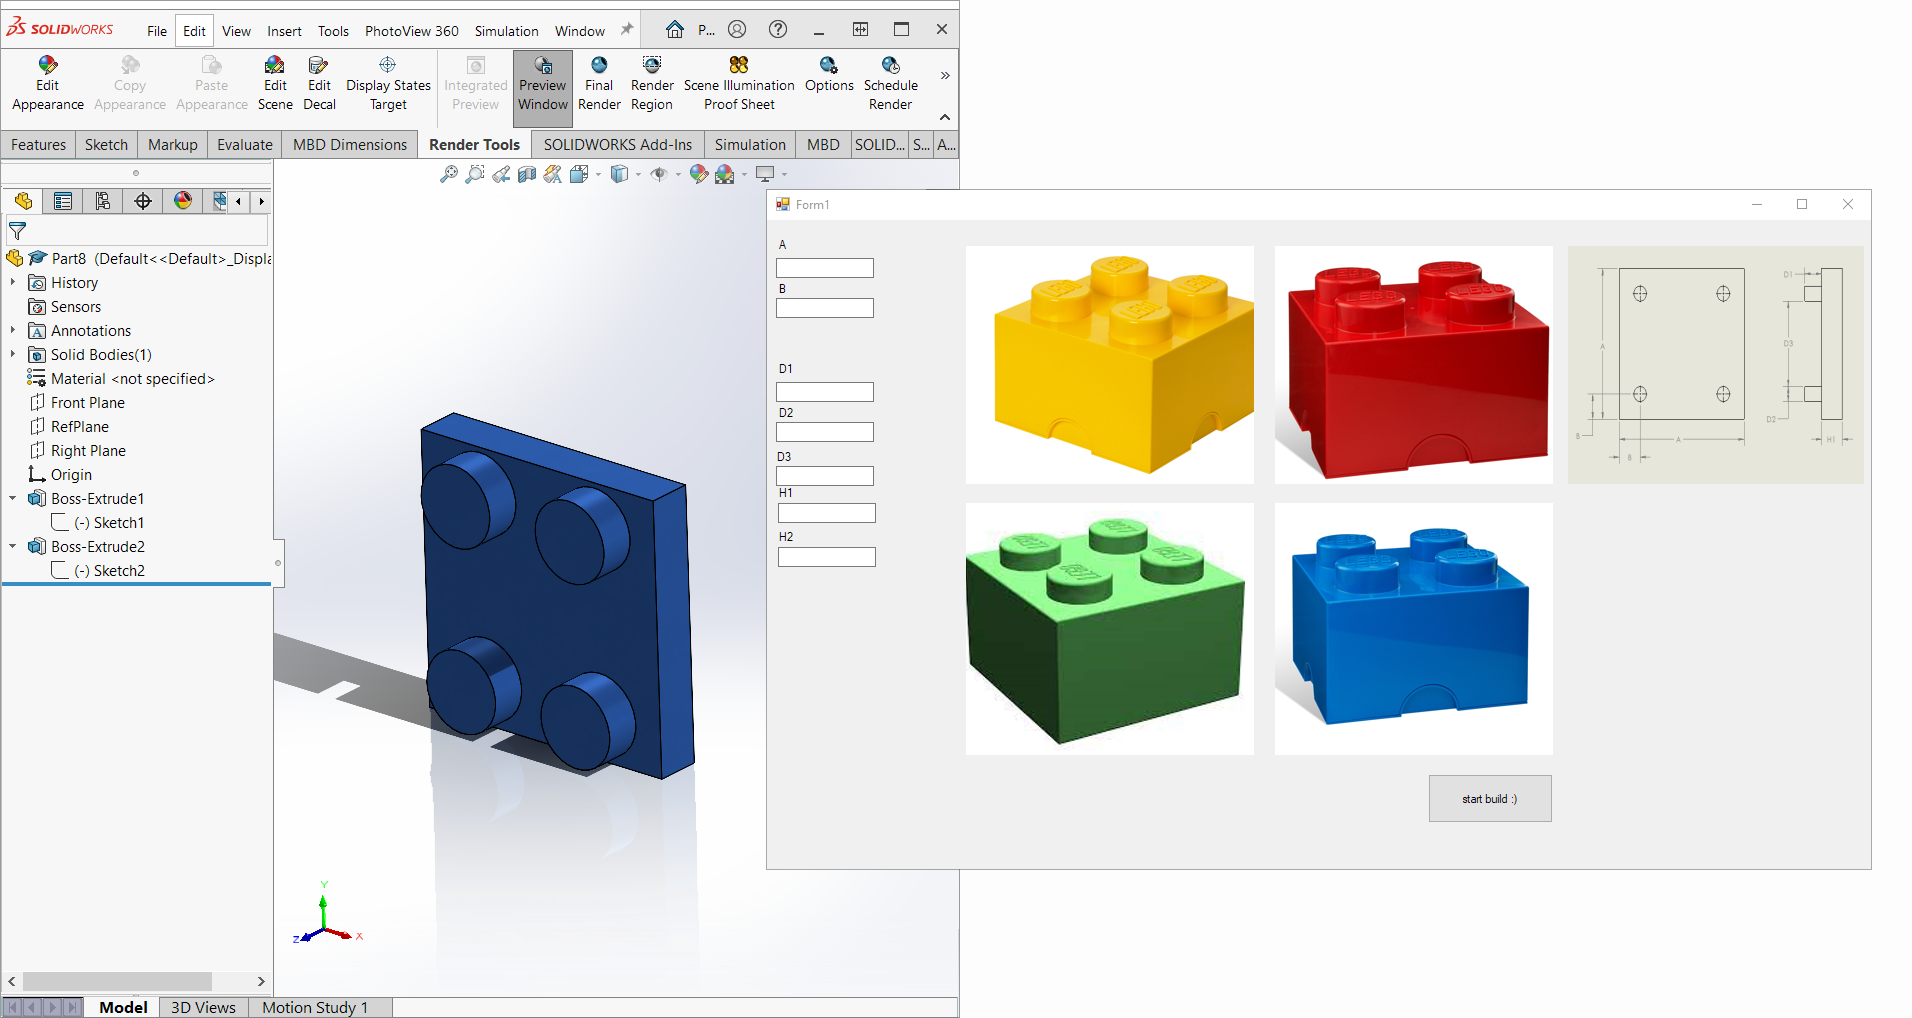 SOLIDWORKS File Edit View Insert Tools PhotoView 360 Simulation Window P...
Edit Appearance
Copy Appearance
Paste Appearance
Edit Scene
Edit Decal
Display States Target
Integrated Preview
Preview Window
Final Render
Render Region
Scene Illumination Proof Sheet
Options
Schedule Render
Features Sketch Markup Evaluate MBD Dimensions Render Tools SOLIDWORKS Add-Ins Simulation MBD SOLID... S... A...
Part8 (Default<<Default>_Displa
History
Sensors
Annotations
Solid Bodies(1)
Material <not specified>
Front Plane
RefPlane
Right Plane
Origin
Boss-Extrude1
(-) Sketch1
Boss-Extrude2
(-) Sketch2
Y
Z
X
Model 3D Views Motion Study 1
Form1
A
B
D1
D2
D3
H1
H2
LEGO LEGO
LEGO LEGO
D1
A
D3
D2
B
A
H1
B
start build :)